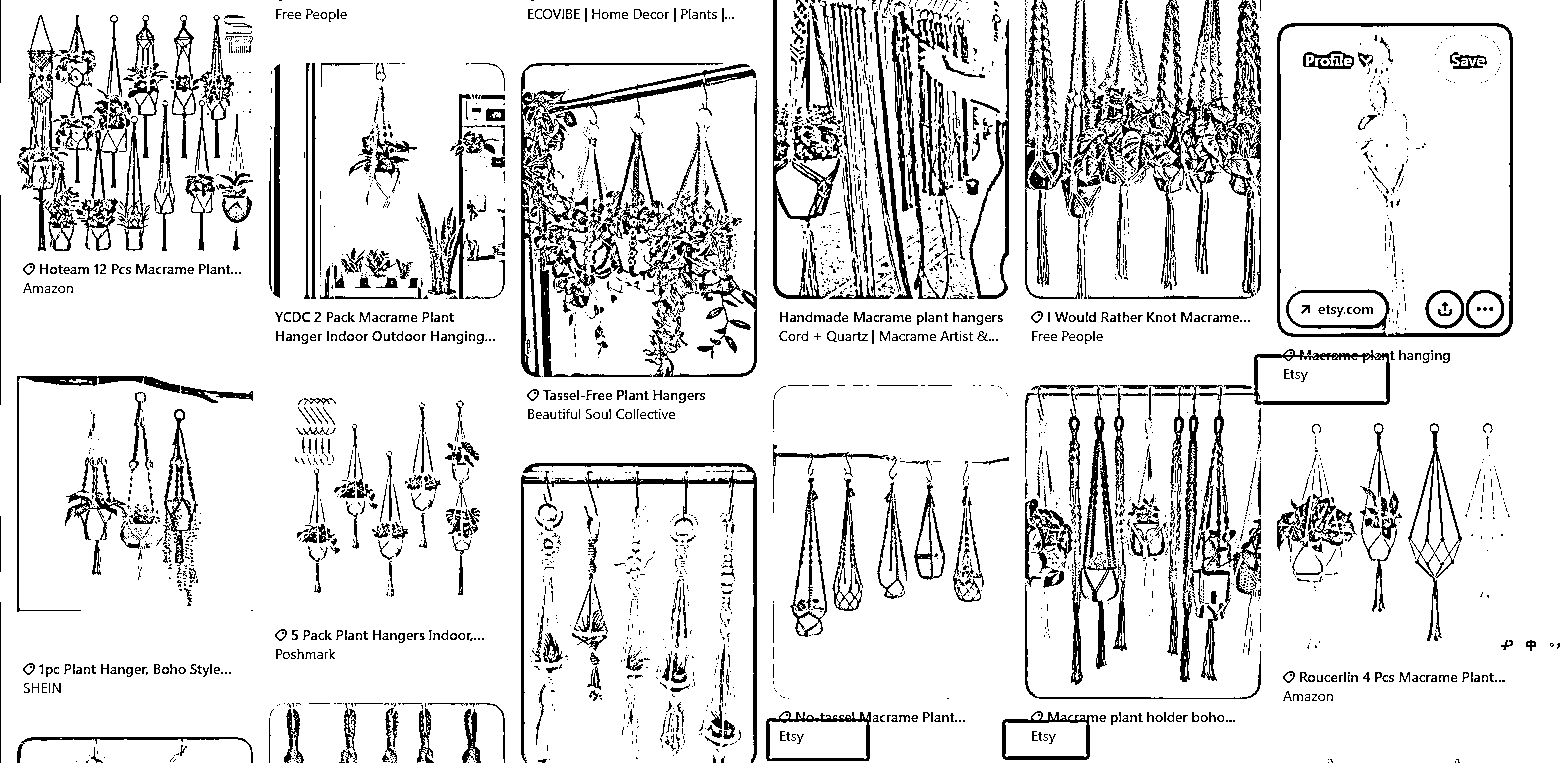 Free People
ECOVIBE | Home Decor | Plants |...
Hoteam 12 Pcs Macrame Plant...
Amazon
YCDC 2 Pack Macrame Plant
Hanger Indoor Outdoor Hanging...
Tassel-Free Plant Hangers
Beautiful Soul Collective
Handmade Macrame plant hangers
Cord + Quartz | Macrame Artist &...
I Would Rather Knot Macrame...
Free People
Profile
Save
etsy.com
Macrame plant hanging
Etsy
1pc Plant Hanger, Boho Style...
SHEIN
5 Pack Plant Hangers Indoor,...
Poshmark
No-tassel Macrame Plant...
Etsy
Macrame plant holder boho...
Etsy
Roucerlin 4 Pcs Macrame Plant...
Amazon
中